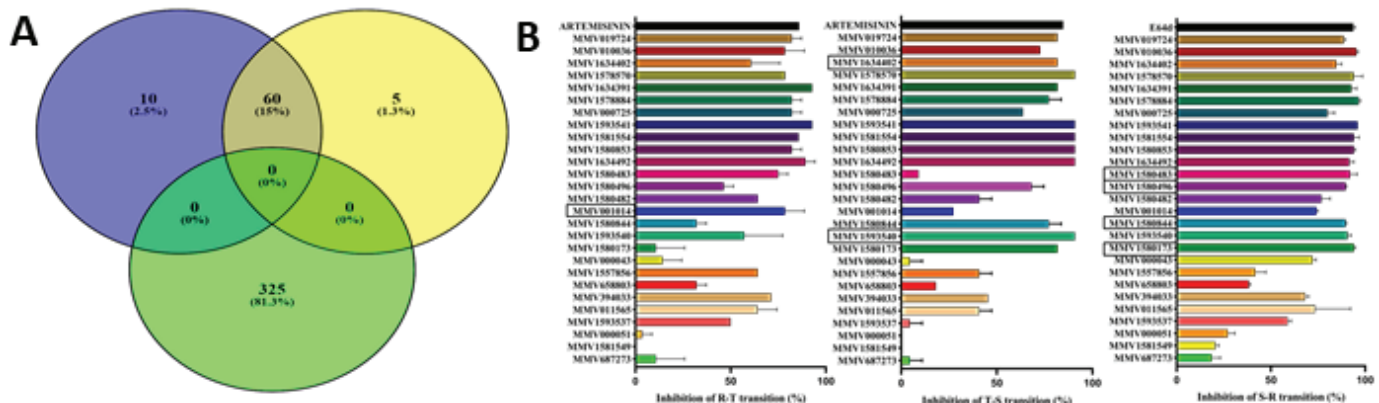 A
10
(2.5%)
60
(15%)
5
(1.3%)
0
(0%)
0
(0%)
0
(0%)
325
(81.3%)
B
ARTEMISININ
MMV019724
MMV010036
MMV1634402
MMV1578570
MMV1634391
MMV1578884
MMV000725
MMV1593541
MMV1581554
MMV1580853
MMV1634492
MMV1580483
MMV1580496
MMV1580482
MMV001014
MMV1580844
MMV1593540
MMV1580173
MMV000043
MMV1557856
MMV658803
MMV394033
MMV011565
MMV1593537
MMV000051
MMV1581549
MMV687273
0
50
100
Inhibition of R-T transition (%)
ARTEMISININ
MMV019724
MMV010036
MMV1634402
MMV1578570
MMV1634391
MMV1578884
MMV000725
MMV1593541
MMV1581554
MMV1580853
MMV1634492
MMV1580483
MMV1580496
MMV1580482
MMV001014
MMV1580844
MMV1593540
MMV1580173
MMV000043
MMV1557856
MMV658803
MMV394033
MMV011565
MMV1593537
MMV000051
MMV1581549
MMV687273
0
50
100
Inhibition of T-S transition (%)
E64d
MMV019724
MMV010036
MMV1634402
MMV1578570
MMV1634391
MMV1578884
MMV000725
MMV1593541
MMV1581554
MMV1580853
MMV1634492
MMV1580483
MMV1580496
MMV1580482
MMV001014
MMV1580844
MMV1593540
MMV1580173
MMV000043
MMV1557856
MMV658803
MMV394033
MMV011565
MMV1593537
MMV000051
MMV1581549
MMV687273
0
50
100
Inhibition of S-R transition (%)